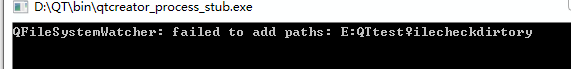 D:\QT\bin\qtcreator_process_stub.exe
QFileSystemWatcher: failed to add paths: E:QTtest♀ilecheckdirtory